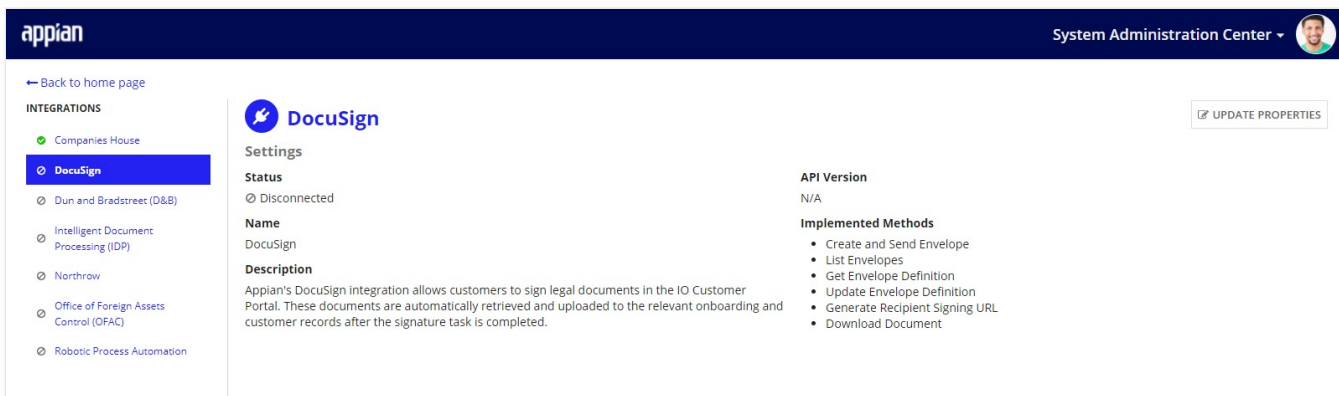 appian
System Administration Center
Back to home page
INTEGRATIONS
Companies House
DocuSign
Dun and Bradstreet (D&B)
Intelligent Document
Processing (IDP)
Northrow
Office of Foreign Assets
Control (OFAC)
Robotic Process Automation
DocuSign
UPDATE PROPERTIES
Settings
Status
Disconnected
Name
DocuSign
Description
Appian's DocuSign integration allows customers to sign legal documents in the IO Customer
Portal. These documents are automatically retrieved and uploaded to the relevant onboarding and
customer records after the signature task is completed.
API Version
N/A
Implemented Methods
• Create and Send Envelope
• List Envelopes
• Get Envelope Definition
• Update Envelope Definition
• Generate Recipient Signing URL
• Download Document